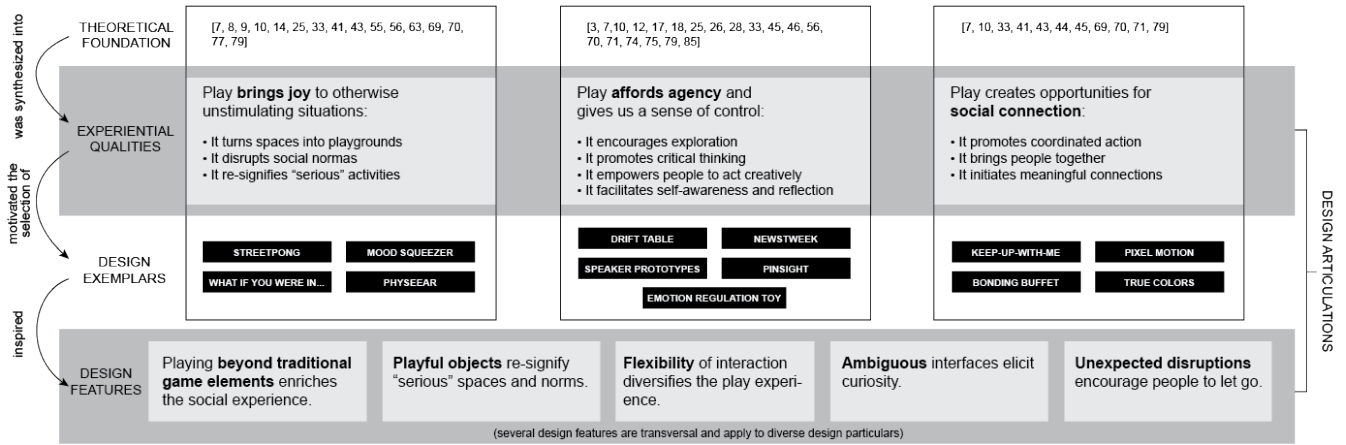 was synthesized into
motivated the
selection of
inspired
THEORETICAL
FOUNDATION
[7, 8, 9, 10, 14, 25, 33, 41, 43, 55, 56, 63, 69, 70,
77, 79]
[3, 7,10, 12, 17, 18, 25, 26, 28, 33, 45, 46, 56,
70, 71, 74, 75, 79, 85]
[7, 10, 33, 41, 43, 44, 45, 69, 70, 71, 79]
EXPERIENTIAL
QUALITIES
Play brings joy to otherwise
unstimulating situations:
• It turns spaces into playgrounds
• It disrupts social normas
• It re-signifies “serious” activities
Play affords agency and
gives us a sense of control:
• It encourages exploration
• It promotes critical thinking
• It empowers people to act creatively
• It facilitates self-awareness and reflection
Play creates opportunities for
social connection:
• It promotes coordinated action
• It brings people together
• It initiates meaningful connections
DESIGN
EXEMPLARS
STREETPONG
MOOD SQUEEZER
WHAT IF YOU WERE IN...
PHYSEEAR
DRIFT TABLE
NEWSTWEEK
SPEAKER PROTOTYPES
PINSIGHT
EMOTION REGULATION TOY
KEEP-UP-WITH-ME
PIXEL MOTION
BONDING BUFFET
TRUE COLORS
DESIGN
FEATURES
Playing beyond traditional
game elements enriches
the social experience.
Playful objects re-signify
“serious” spaces and norms.
Flexibility of interaction
diversifies the play experi-
ence.
Ambiguous interfaces elicit
curiosity.
Unexpected disruptions
encourage people to let go.
(several design features are transversal and apply to diverse design particulars)
DESIGN ARTICULATIONS